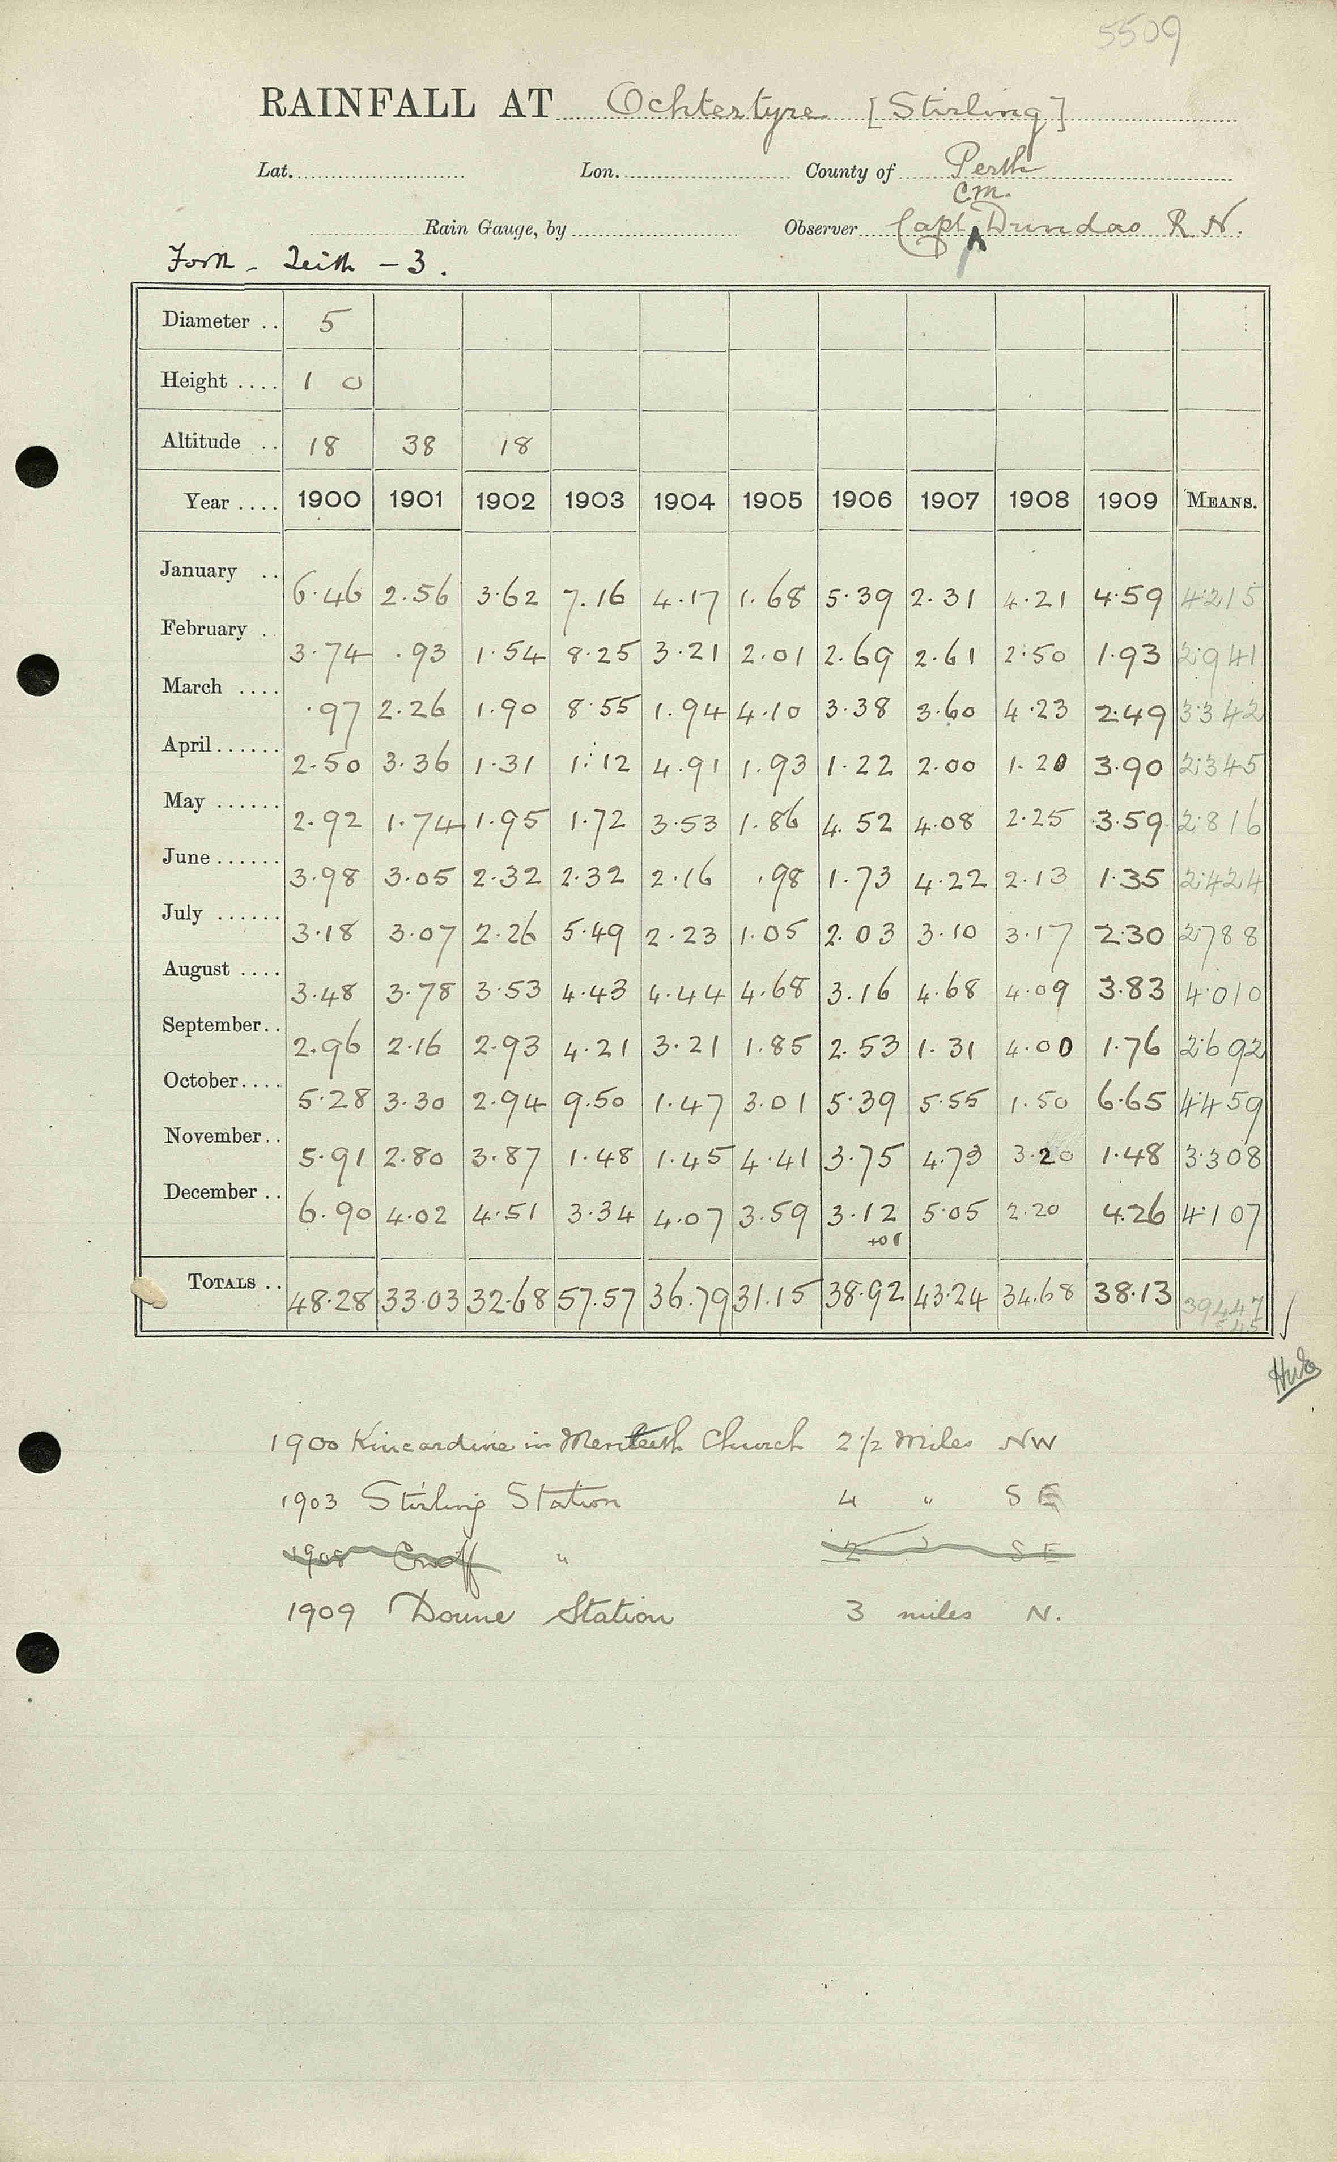 5509
RAINFALL AT Ochtertyre [Stirling]
Lat. Lon. County of Perth
C.M.
Rain Gauge, by Observer Capt Dundas R.N.
Forth - Teith - 3.
Diameter .. 5
Height .... 1 0
Altitude .. 18 38 18
Year .... 1900 1901 1902 1903 1904 1905 1906 1907 1908 1909 MEANS.
January .. 6.46 2.56 3.62 7.16 4.17 1.68 5.39 2.31 4.21 4.59 4.215
February .. 3.74 .93 1.54 8.25 3.21 2.01 2.69 2.61 2.50 1.93 2.941
March .... .97 2.26 1.90 8.55 1.94 4.10 3.38 3.60 4.23 2.49 3.342
April ...... 2.50 3.36 1.31 1.12 4.91 1.93 1.22 2.00 1.20 3.90 2.345
May ...... 2.92 1.74 1.95 1.72 3.53 1.86 4.52 4.08 2.25 3.59 2.816
June ...... 3.98 3.05 2.32 2.32 2.16 .98 1.73 4.22 2.13 1.35 2.424
July ...... 3.18 3.07 2.26 5.49 2.23 1.05 2.03 3.10 3.17 2.30 2.788
August .... 3.48 3.78 3.53 4.43 4.44 4.68 3.16 4.68 4.09 3.83 4.010
September.. 2.96 2.16 2.93 4.21 3.21 1.85 2.53 1.31 4.00 1.76 2.692
October.... 5.28 3.30 2.94 9.50 1.47 3.01 5.39 5.55 1.50 6.65 4.459
November.. 5.91 2.80 3.87 1.48 1.45 4.41 3.75 4.73 3.20 1.48 3.308
December .. 6.90 4.02 4.51 3.34 4.07 3.59 3.12 5.05 2.20 4.26 4.107
+01
TOTALS .. 48.28 33.03 32.68 57.57 36.79 31.15 38.92 43.24 34.68 38.13 39447
545
1900 Kincardine in Menteith Church 2½ Miles NW
1903 Stirling Station 4 " S E
1908 Crieff " 2 " S E
1909 Doune Station 3 miles N.